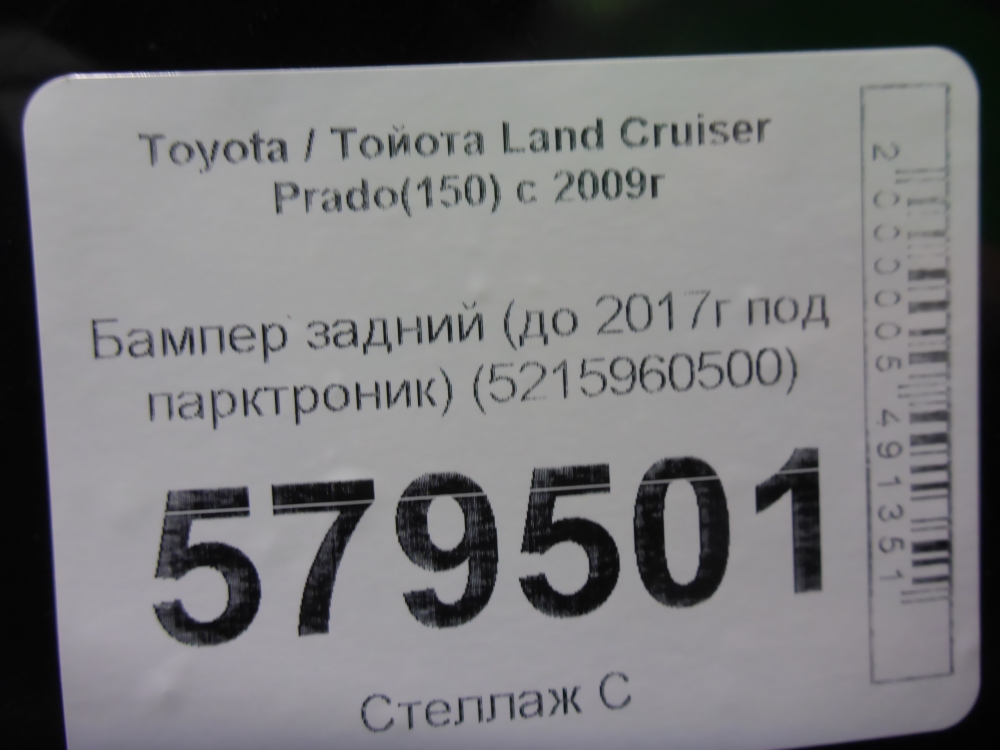 Toyota / Тойота Land Cruiser
Prado(150) с 2009г
Бампер задний (до 2017г под
парктроник) (5215960500)
579501
Стеллаж С
2000005491351